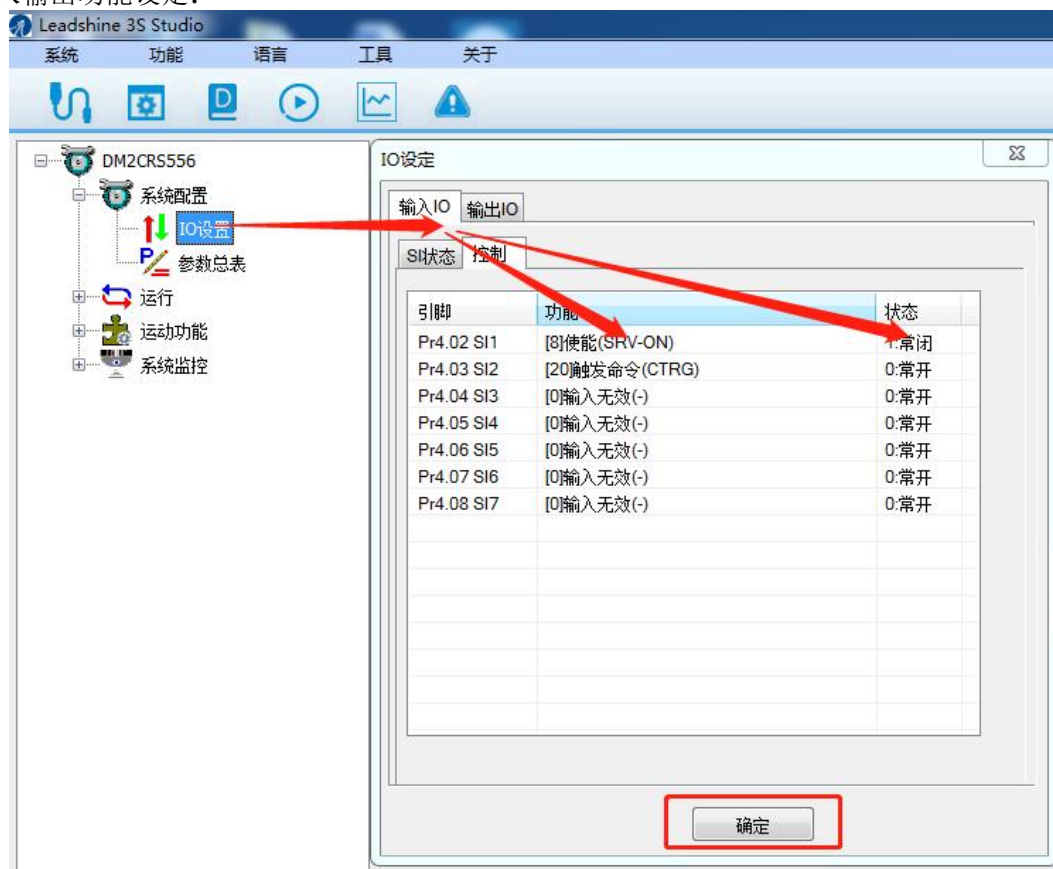 输出功能设定:
Leadshine 3S Studio
系统 功能 语言 工具 关于
DM2CRS556
系统配置
IO设置
参数总表
运行
运动功能
系统监控
IO设定
输入IO 输出IO
SI状态 控制
引脚 功能 状态
Pr4.02 SI1 [8]使能(SRV-ON) 1:常闭
Pr4.03 SI2 [20]触发命令(CTRG) 0:常开
Pr4.04 SI3 [0]输入无效(-) 0:常开
Pr4.05 SI4 [0]输入无效(-) 0:常开
Pr4.06 SI5 [0]输入无效(-) 0:常开
Pr4.07 SI6 [0]输入无效(-) 0:常开
Pr4.08 SI7 [0]输入无效(-) 0:常开
确定